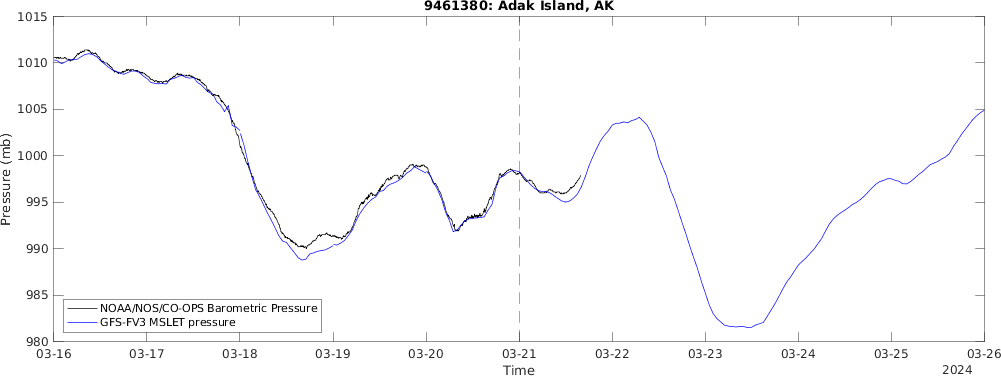 9461380: Adak Island, AK
1015
1010
1005
1000
995
990
985
980
Pressure (mb)
NOAA/NOS/CO-OPS Barometric Pressure
GFS-FV3 MSLET pressure
03-16 03-17 03-18 03-19 03-20 03-21 03-22 03-23 03-24 03-25 03-26
Time
2024